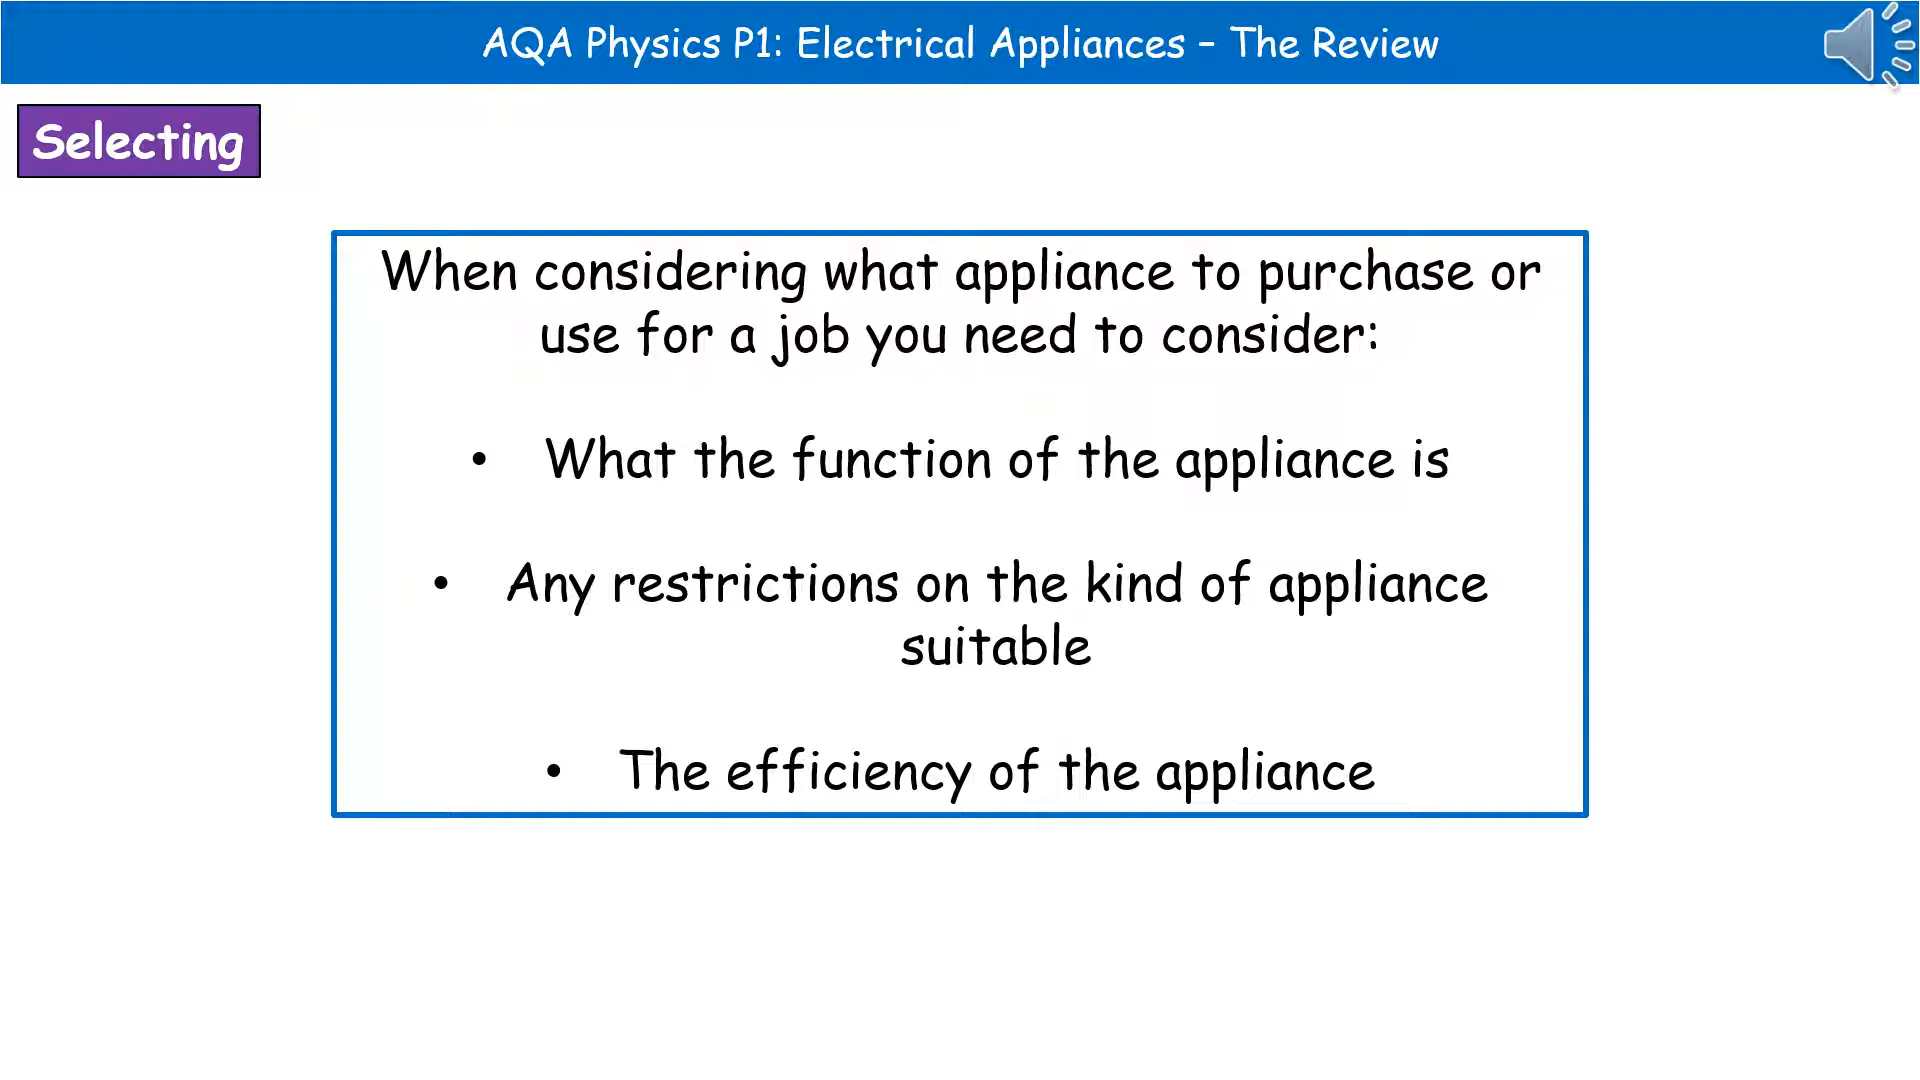 AQA Physics P1: Electrical Appliances – The Review
Selecting
When considering what appliance to purchase or
use for a job you need to consider:
• What the function of the appliance is
• Any restrictions on the kind of appliance
suitable
• The efficiency of the appliance